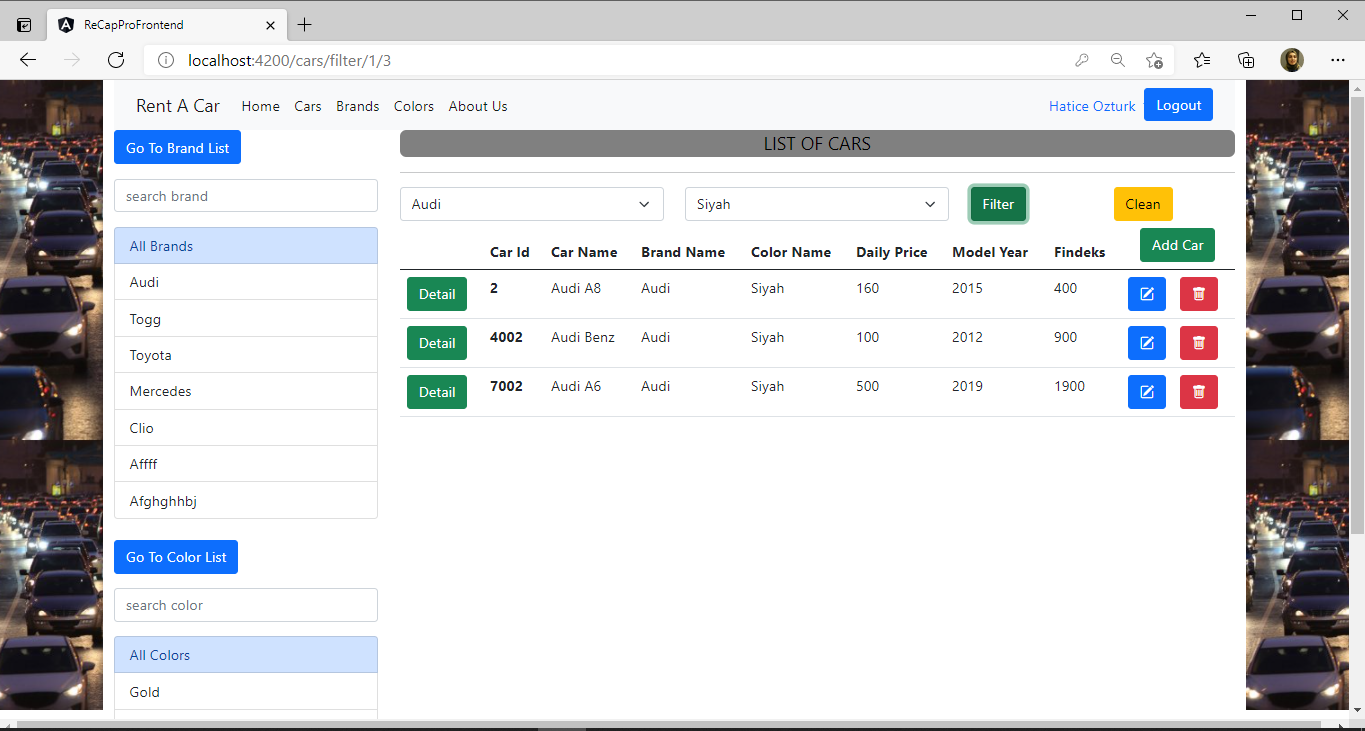 ReCapProFrontend
localhost:4200/cars/filter/1/3
Rent A Car Home Cars Brands Colors About Us Hatice Ozturk Logout
Go To Brand List
search brand
All Brands
Audi
Togg
Toyota
Mercedes
Clio
Affff
Afghghhbj
Go To Color List
search color
All Colors
Gold
LIST OF CARS
Audi Siyah Filter Clean
Car Id Car Name Brand Name Color Name Daily Price Model Year Findeks Add Car
Detail 2 Audi A8 Audi Siyah 160 2015 400
Detail 4002 Audi Benz Audi Siyah 100 2012 900
Detail 7002 Audi A6 Audi Siyah 500 2019 1900